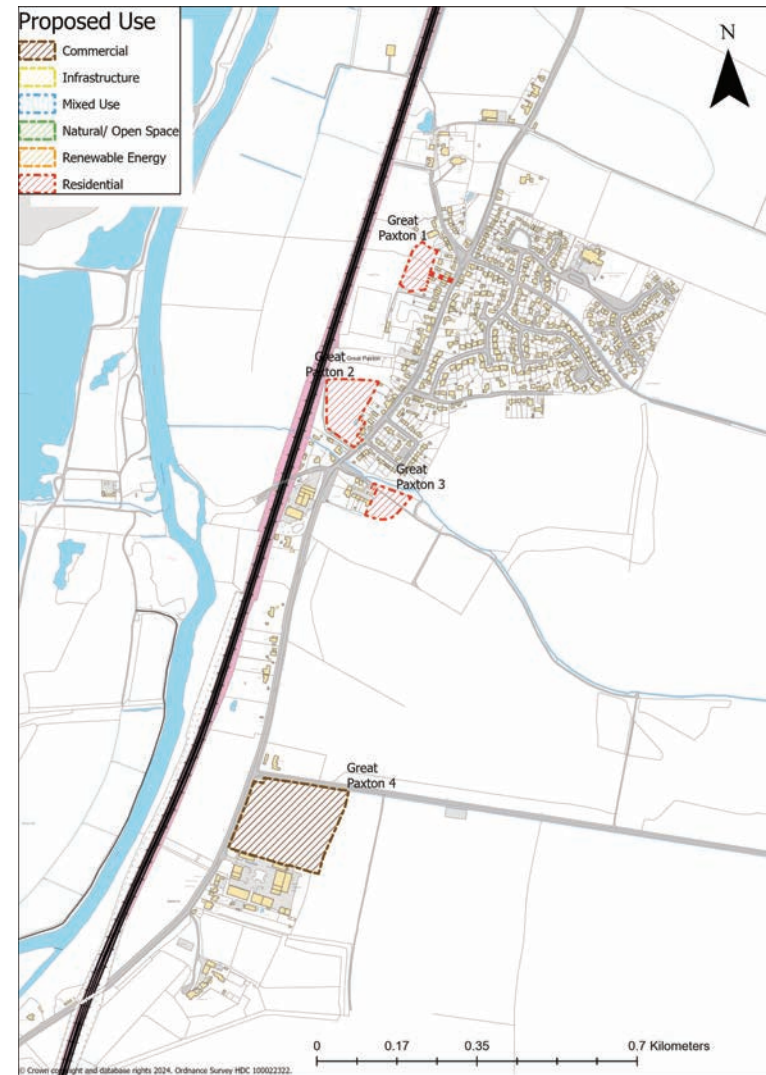 Proposed Use
Commercial
Infrastructure
Mixed Use
Natural/ Open Space
Renewable Energy
Residential
N
Great
Paxton 1
Great
Great Paxton
Paxton 2
Great
Paxton 3
Great
Paxton 4
0 0.17 0.35 0.7 Kilometers
© Crown copyright and database rights 2024. Ordnance Survey HDC 100022322.